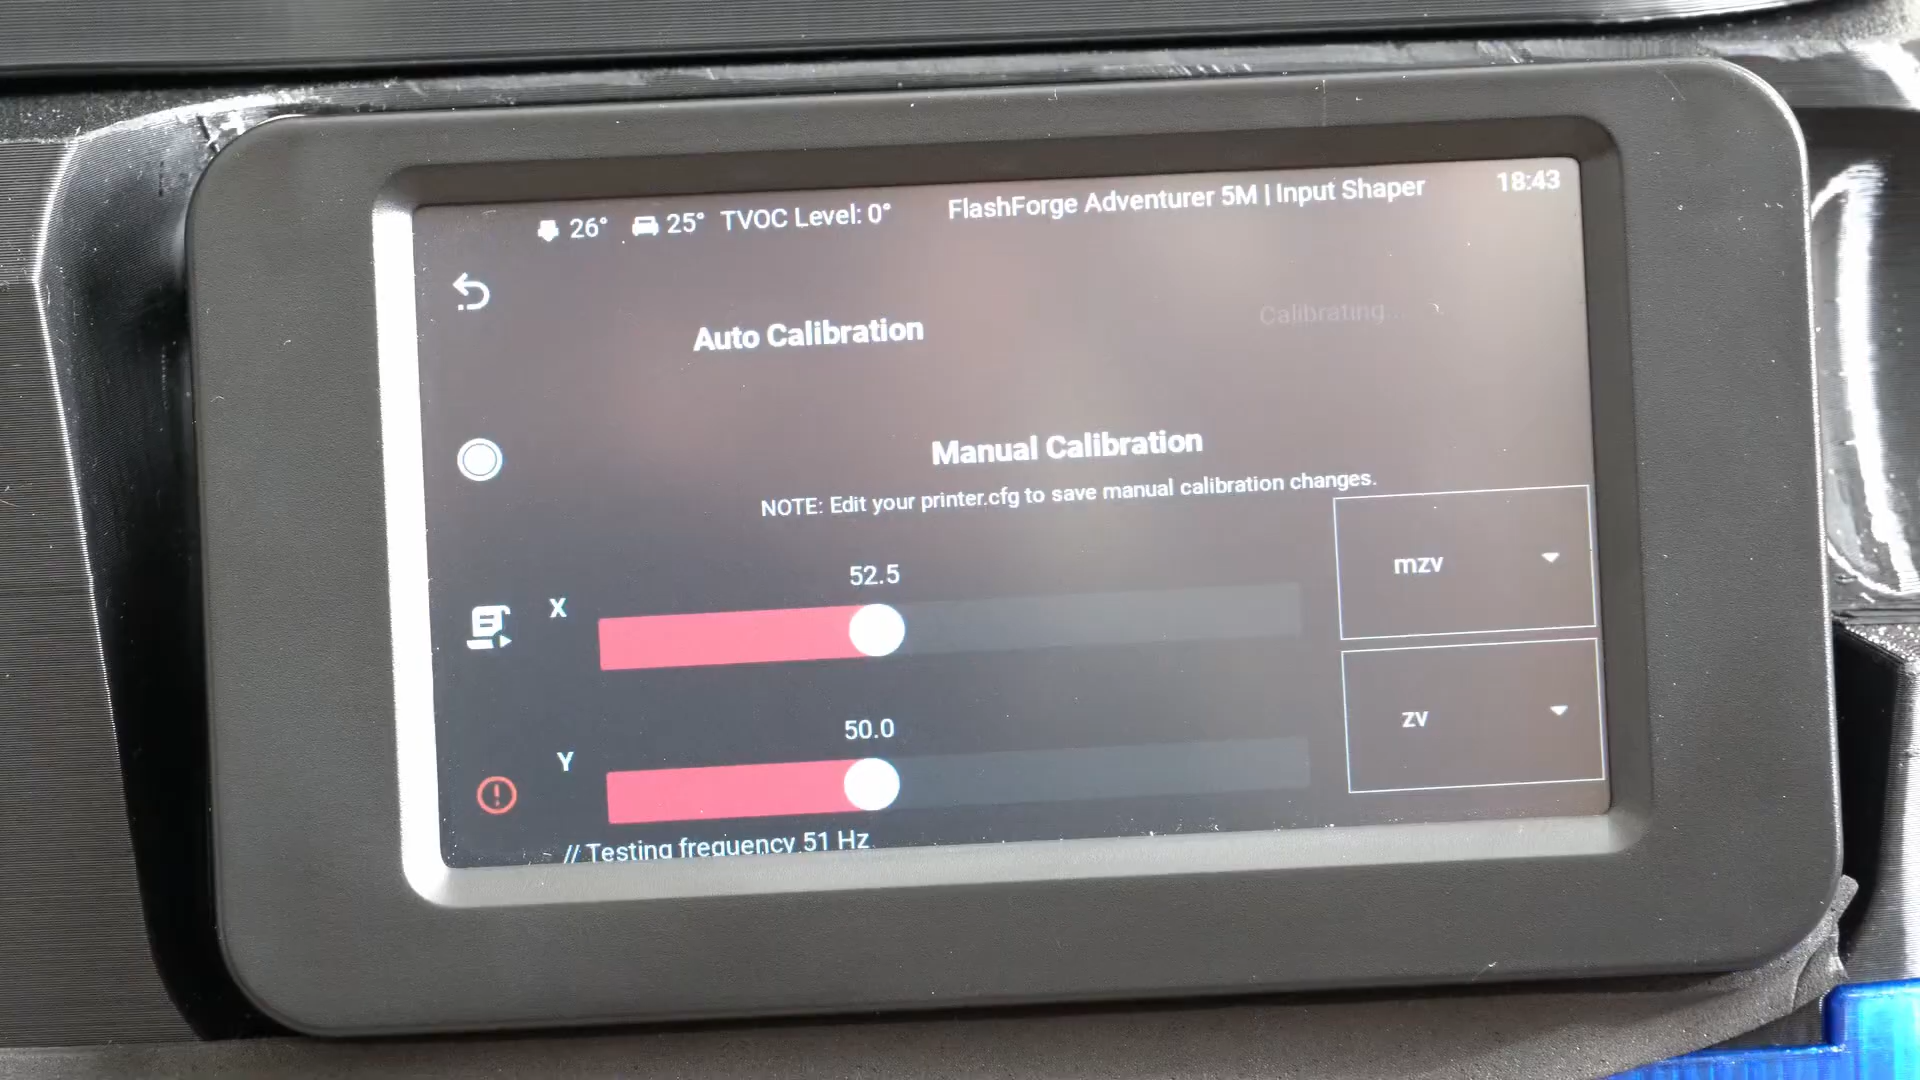 26° 25° TVOC Level: 0° FlashForge Adventurer 5M | Input Shaper 18:43
Auto Calibration Calibrating...
Manual Calibration
NOTE: Edit your printer.cfg to save manual calibration changes.
52.5
X mzv
50.0
Y zv
// Testing frequency 51 Hz